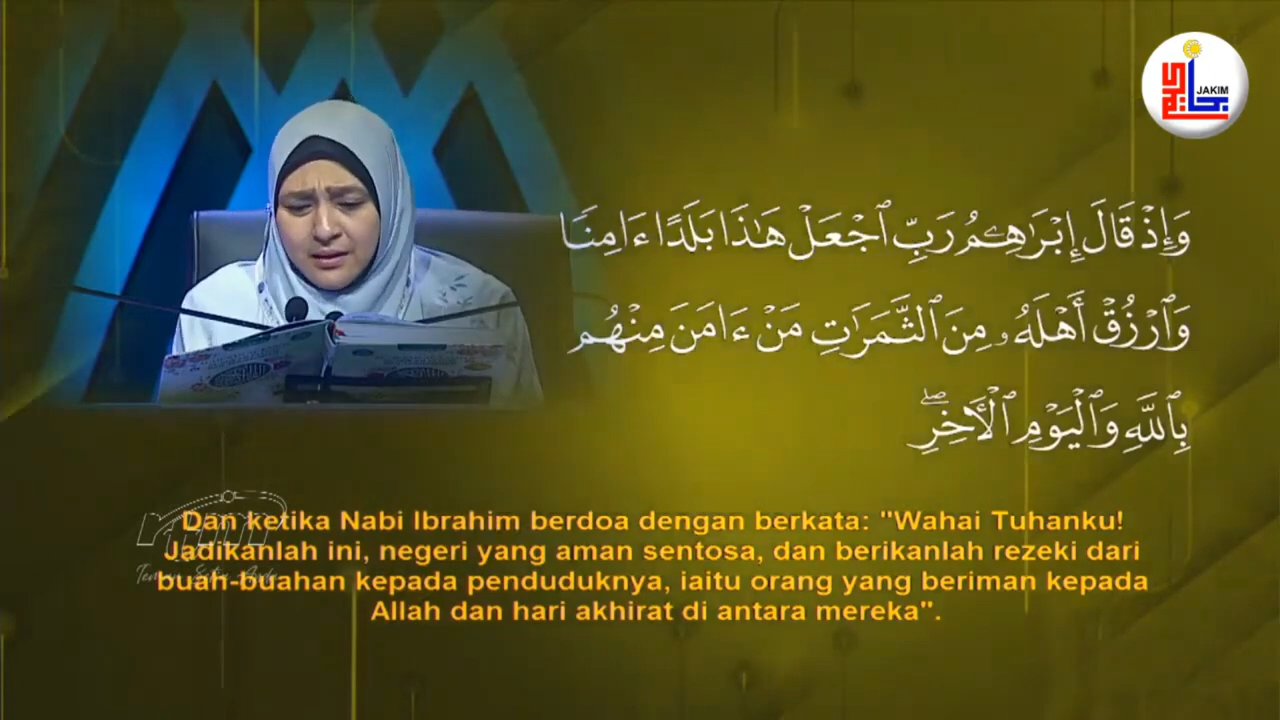 JAKIM
وَإِذْ قَالَ إِبْرَٰهِـۧمُ رَبِّ ٱجْعَلْ هَـٰذَا بَلَدًا ءَامِنًا
وَٱرْزُقْ أَهْلَهُۥ مِنَ ٱلثَّمَرَٰتِ مَنْ ءَامَنَ مِنْهُم
بِٱللَّهِ وَٱلْيَوْمِ ٱلْـَٔاخِرِ ۖ
Dan ketika Nabi Ibrahim berdoa dengan berkata: "Wahai Tuhanku!
Jadikanlah ini, negeri yang aman sentosa, dan berikanlah rezeki dari
buah-buahan kepada penduduknya, iaitu orang yang beriman kepada
Allah dan hari akhirat di antara mereka".